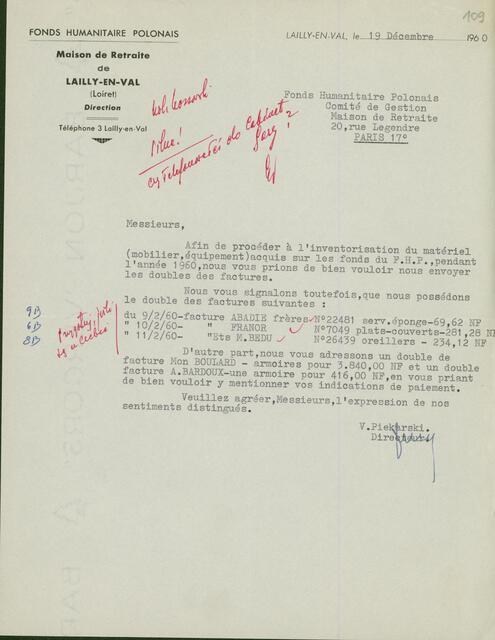 109
FONDS HUMANITAIRE POLONAIS
LAILLY-EN-VAL, le 19 Décembre 1960
Maison de Retraite
de
LAILLY-EN-VAL
(Loiret)
Direction
Téléphone 3 Lailly-en-Val
Fonds Humanitaire Polonais
Comité de Gestion
Maison de Retraite
20,rue Legendre
PARIS 17°
Pilne!
Messieurs,
Afin de procéder à l'inventorisation du matériel
(mobilier,équipement)acquis sur les fonds du F.H.P.,pendant
l'année 1960,nous vous prions de bien vouloir nous envoyer
les doubles des factures.
Nous vous signalons toutefois,que nous possédons
le double des factures suivantes :
9B
6B
8B
du 9/2/60-facture ABADIE frères-N°22481 serv.éponge-69,62 NF
" 10/2/60- " FRANOR N°7049 plats-couverts-281,28 NF
" 11/2/60- "Ets M.BEDU N°26439 oreillers - 234,12 NF
D'autre part,nous vous adressons un double de
facture Mon BOULARD - armoires pour 3.840,00 NF et un double
facture A.BARDOUX-une armoire pour 416,00 NF,en vous priant
de bien vouloir y mentionner vos indications de paiement.
Veuillez agréer,Messieurs,l'expression de nos
sentiments distingués.
V.Piekarski.
Directeur